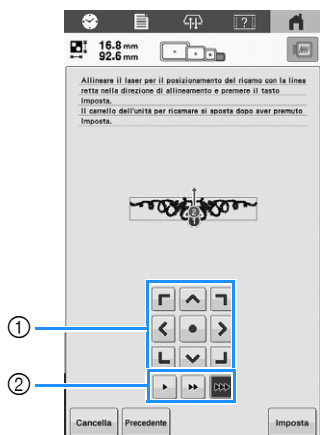 16.8 mm
92.6 mm
Allineare il laser per il posizionamento del ricamo con la linea
retta nella direzione di allineamento e premere il tasto
Imposta.
Il carrello dell'unità per ricamare si sposta dopo aver premuto
Imposta.
2
1
1
2
Cancella Precedente Imposta